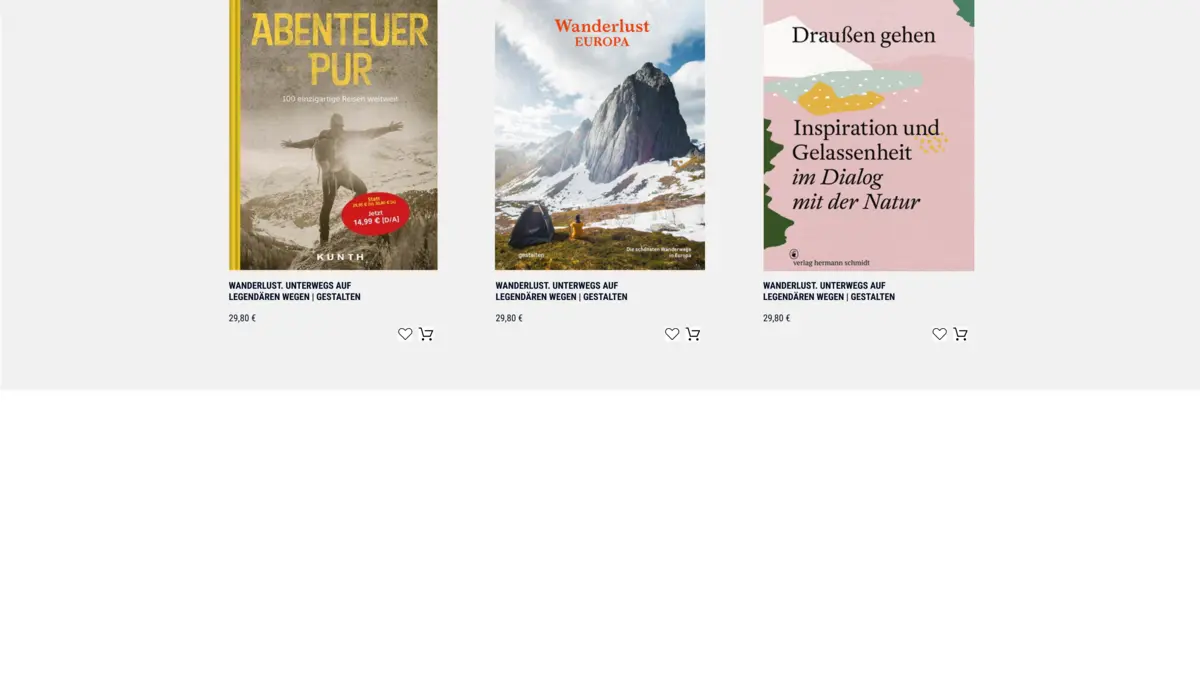 ABENTEUER
PUR
100 einzigartige Reisen weltweit
Statt
Jetzt
14,99 € [D/A]
KUNTH
WANDERLUST. UNTERWEGS AUF
LEGENDÄREN WEGEN | GESTALTEN
29,80 €
Wanderlust
EUROPA
gestalten
Die schönsten Wanderwege
in Europa
WANDERLUST. UNTERWEGS AUF
LEGENDÄREN WEGEN | GESTALTEN
29,80 €
Draußen gehen
Inspiration und
Gelassenheit
im Dialog
mit der Natur
verlag hermann schmidt
WANDERLUST. UNTERWEGS AUF
LEGENDÄREN WEGEN | GESTALTEN
29,80 €